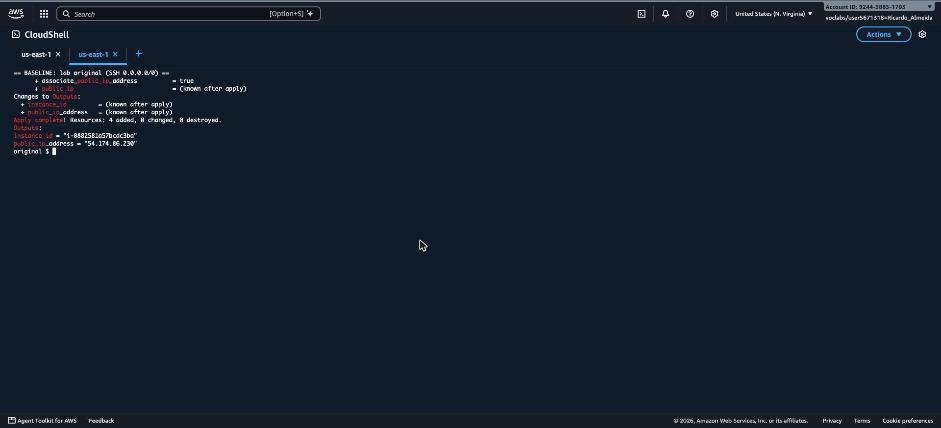 aws
Search [Option+S]
United States (N. Virginia) ▼
Account ID: 9244-3885-1703 ▼
voclabs/user5671318=Ricardo_Almeida
CloudShell
Actions ▼
us-east-1 ✕ us-east-1 ✕ +
== BASELINE: lab original (SSH 0.0.0.0/0) ==
+ associate_public_ip_address = true
+ public_ip = (known after apply)
Changes to Outputs:
+ instance_id = (known after apply)
+ public_ip_address = (known after apply)
Apply complete! Resources: 4 added, 0 changed, 0 destroyed.
Outputs:
instance_id = "i-0882581a57bcdc3ba"
public_ip_address = "54.174.86.230"
original $
Agent Toolkit for AWS Feedback
© 2026, Amazon Web Services, Inc. or its affiliates. Privacy Terms Cookie preferences